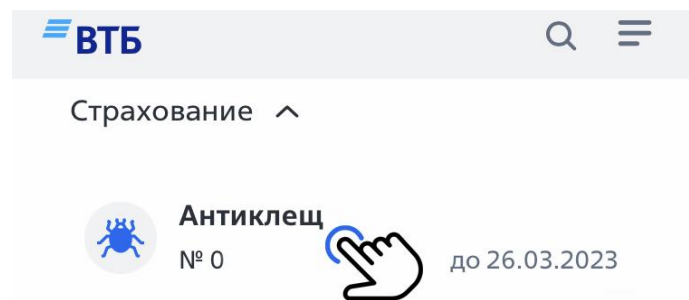 ВТБ
Страхование
Антиклещ
№ 0
до 26.03.2023